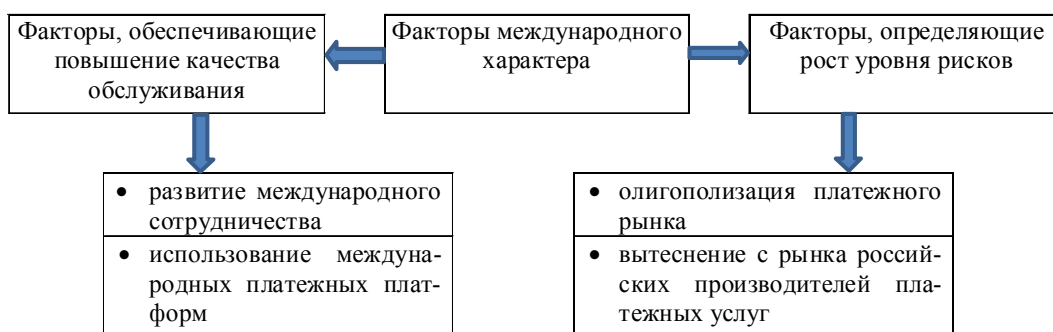 Факторы, обеспечивающие
повышение качества
обслуживания
Факторы международного
характера
Факторы, определяющие
рост уровня рисков
• развитие международного
сотрудничества
• использование междуна-
родных платежных плат-
форм
• олигополизация платежного
рынка
• вытеснение с рынка россий-
ских производителей пла-
тежных услуг